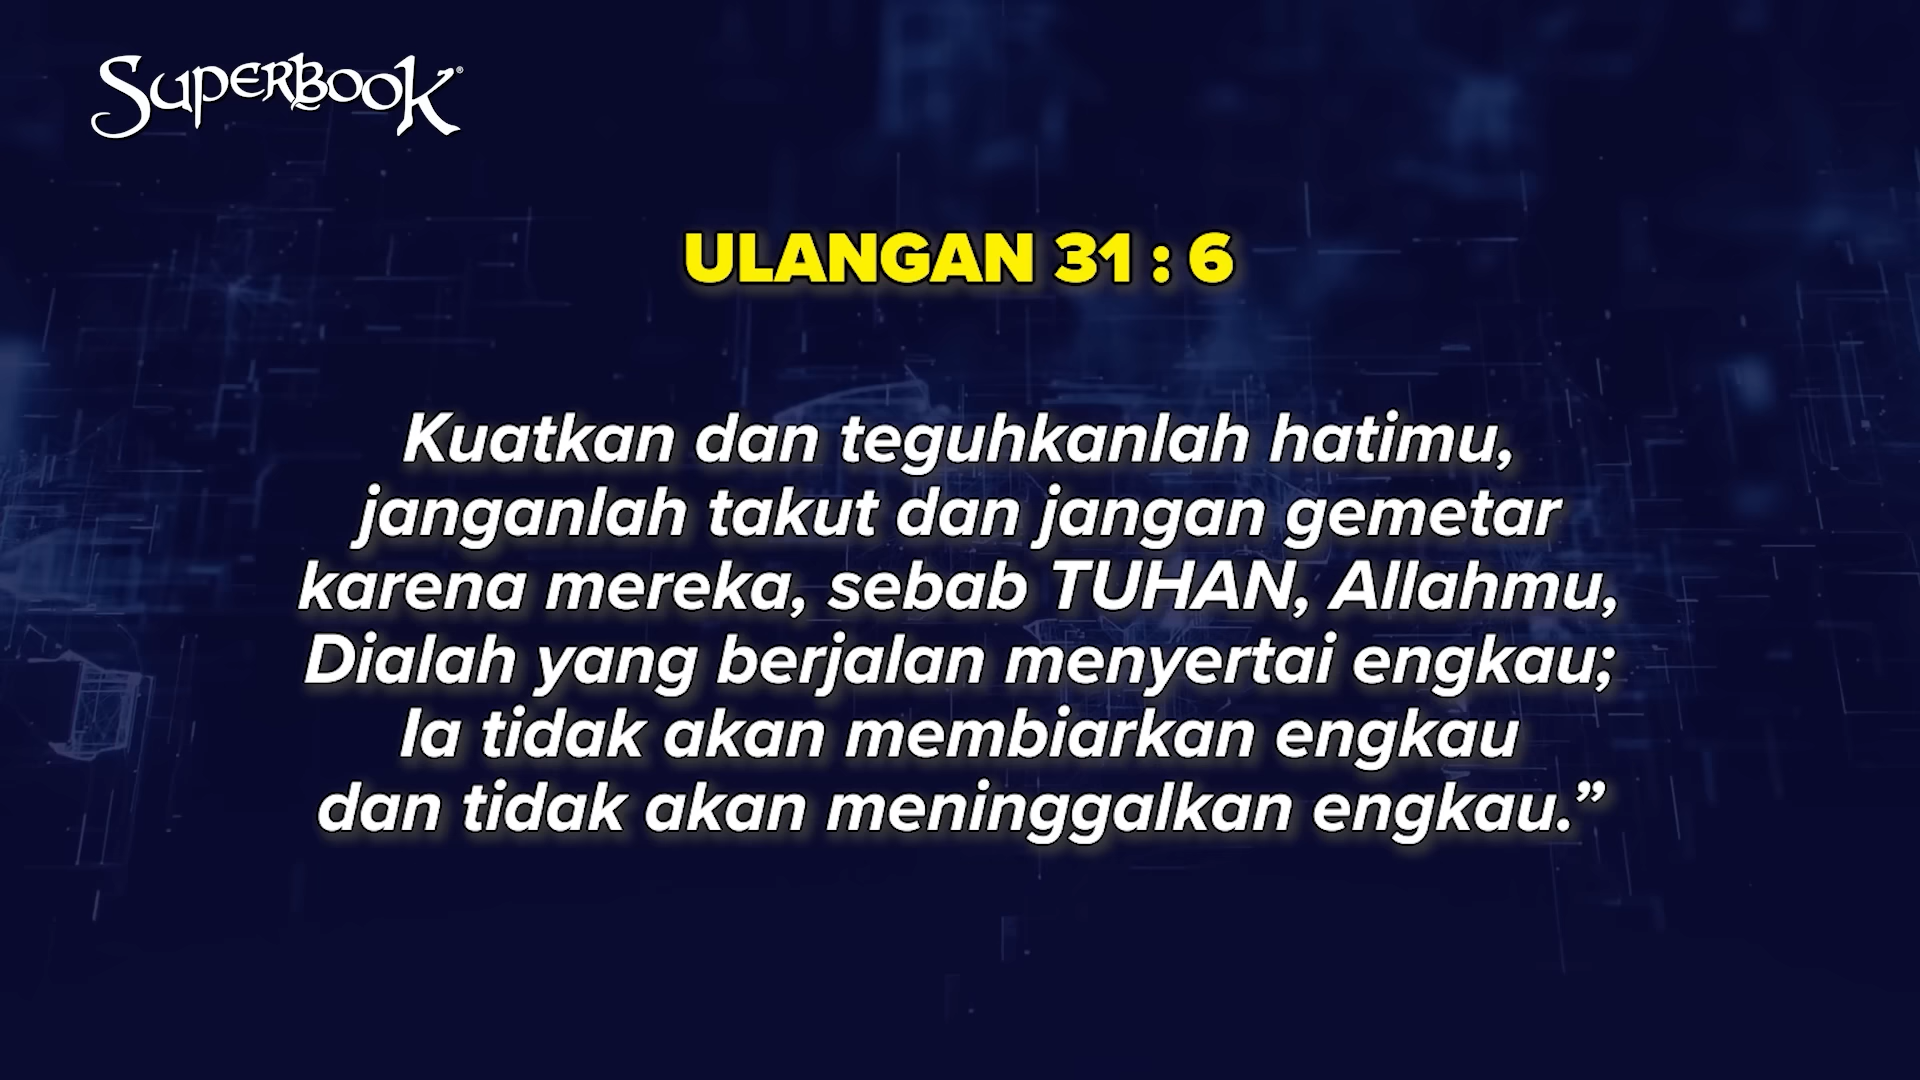 SUPERBOOK®
ULANGAN 31 : 6
Kuatkan dan teguhkanlah hatimu,
janganlah takut dan jangan gemetar
karena mereka, sebab TUHAN, Allahmu,
Dialah yang berjalan menyertai engkau;
Ia tidak akan membiarkan engkau
dan tidak akan meninggalkan engkau.”